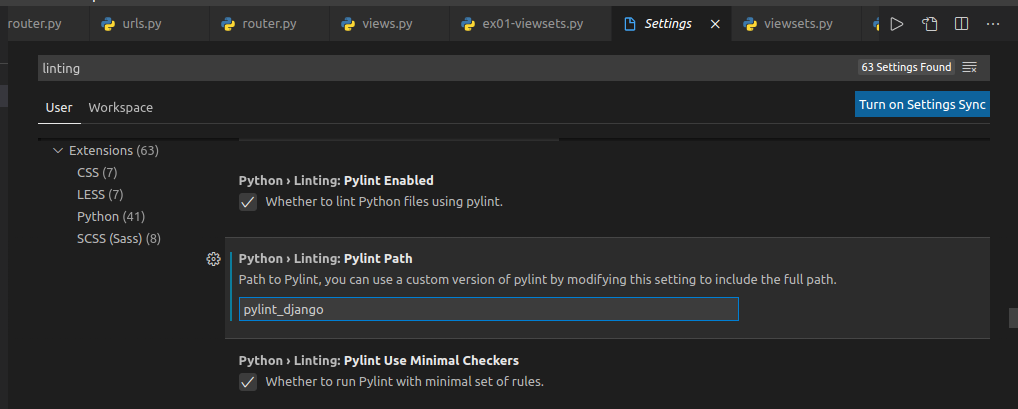 router.py urls.py router.py views.py ex01-viewsets.py Settings viewsets.py
linting 63 Settings Found
User Workspace Turn on Settings Sync
Extensions (63)
CSS (7)
LESS (7)
Python (41)
SCSS (Sass) (8)
Python › Linting: Pylint Enabled
Whether to lint Python files using pylint.
Python › Linting: Pylint Path
Path to Pylint, you can use a custom version of pylint by modifying this setting to include the full path.
pylint_django
Python › Linting: Pylint Use Minimal Checkers
Whether to run Pylint with minimal set of rules.